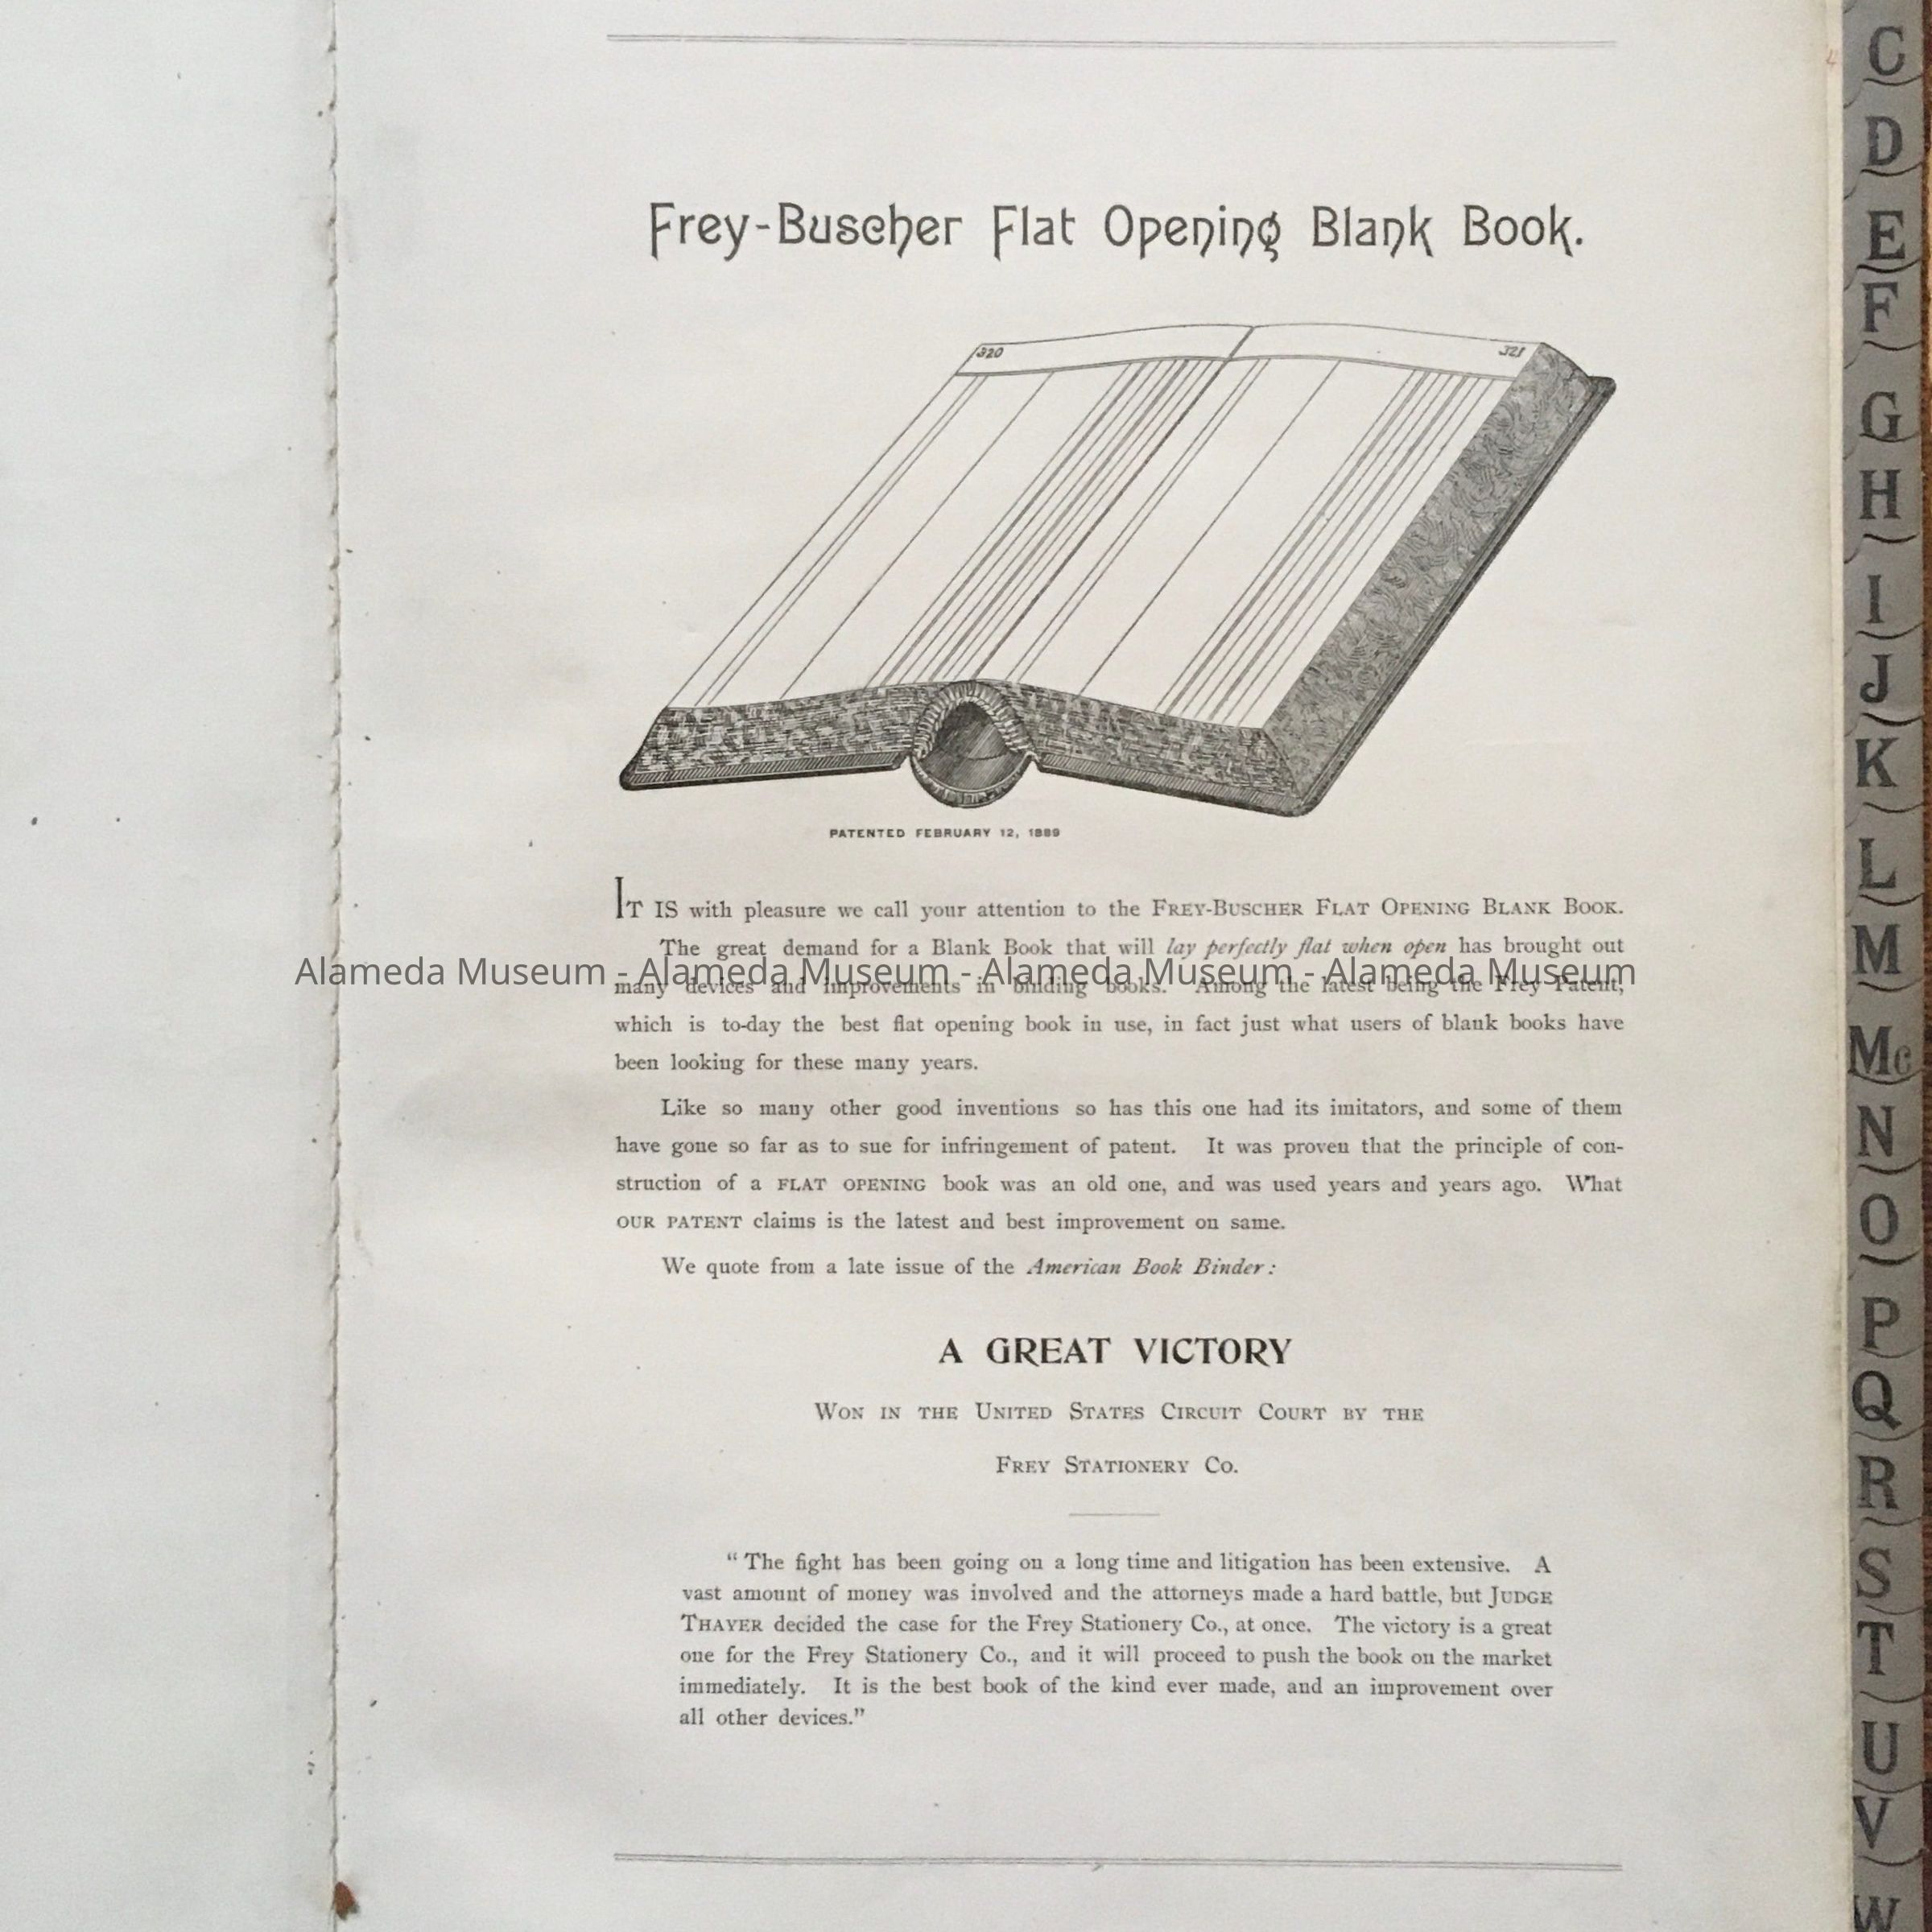 Frey-Buscher Flat Opening Blank Book.
320
321
PATENTED FEBRUARY 12, 1889
IT IS with pleasure we call your attention to the FREY-BUSCHER FLAT OPENING BLANK BOOK.
The great demand for a Blank Book that will lay perfectly flat when open has brought out
Alameda Museum - Alameda Museum - Alameda Museum - Alameda Museum
many devices and improvements in binding books. Among the latest being the Frey Patent,
which is to-day the best flat opening book in use, in fact just what users of blank books have
been looking for these many years.
Like so many other good inventions so has this one had its imitators, and some of them
have gone so far as to sue for infringement of patent. It was proven that the principle of con-
struction of a FLAT OPENING book was an old one, and was used years and years ago. What
OUR PATENT claims is the latest and best improvement on same.
We quote from a late issue of the American Book Binder:
A GREAT VICTORY
WON IN THE UNITED STATES CIRCUIT COURT BY THE
FREY STATIONERY CO.
"The fight has been going on a long time and litigation has been extensive. A
vast amount of money was involved and the attorneys made a hard battle, but JUDGE
THAYER decided the case for the Frey Stationery Co., at once. The victory is a great
one for the Frey Stationery Co., and it will proceed to push the book on the market
immediately. It is the best book of the kind ever made, and an improvement over
all other devices."
C
D
E
F
G
H
I
J
K
L
M
Mc
N
O
P
Q
R
S
T
U
V
W